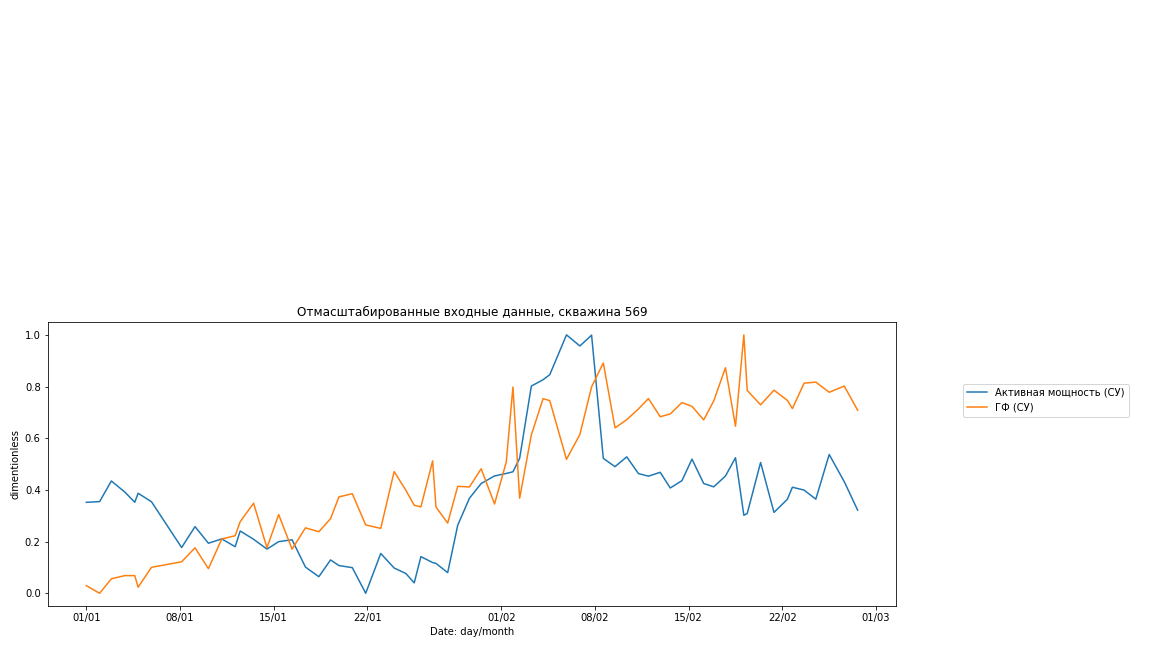 Отмасштабированные входные данные, скважина 569
1.0
0.8
0.6
0.4
0.2
0.0
dimentionless
01/01 08/01 15/01 22/01 01/02 08/02 15/02 22/02 01/03
Date: day/month
Активная мощность (СУ)
ГФ (СУ)